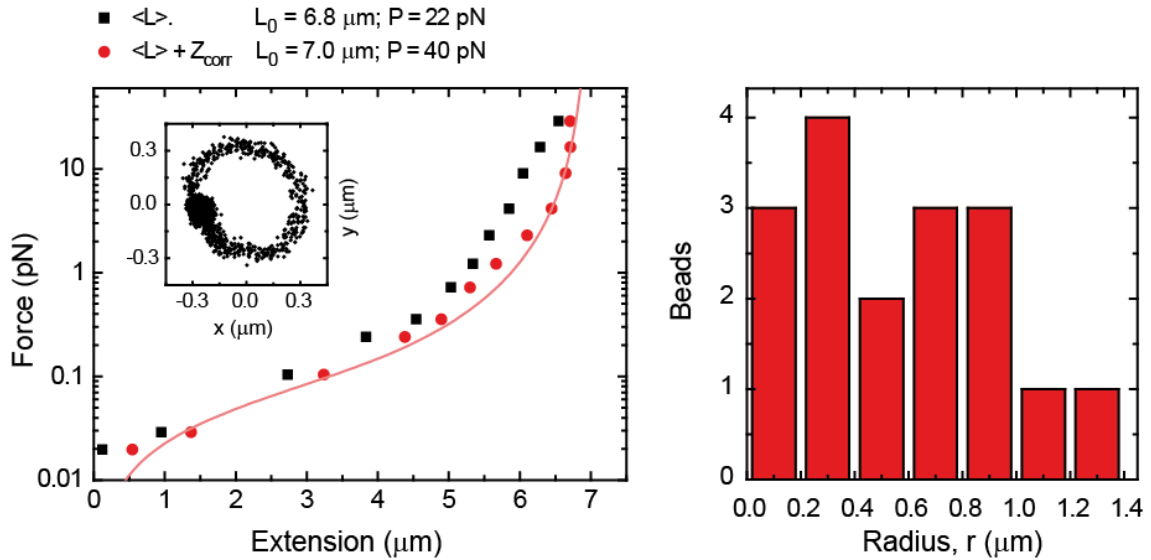 ■ <L>. L₀ = 6.8 μm; P = 22 pN
● <L> + Z_corr L₀ = 7.0 μm; P = 40 pN
Force (pN)
10
1
0.1
0.01
0 1 2 3 4 5 6 7
Extension (μm)
0.3
0.0
-0.3
-0.3 0.0 0.3
x (μm)
y (μm)
Beads
4
3
2
1
0
0.0 0.2 0.4 0.6 0.8 1.0 1.2 1.4
Radius, r (μm)